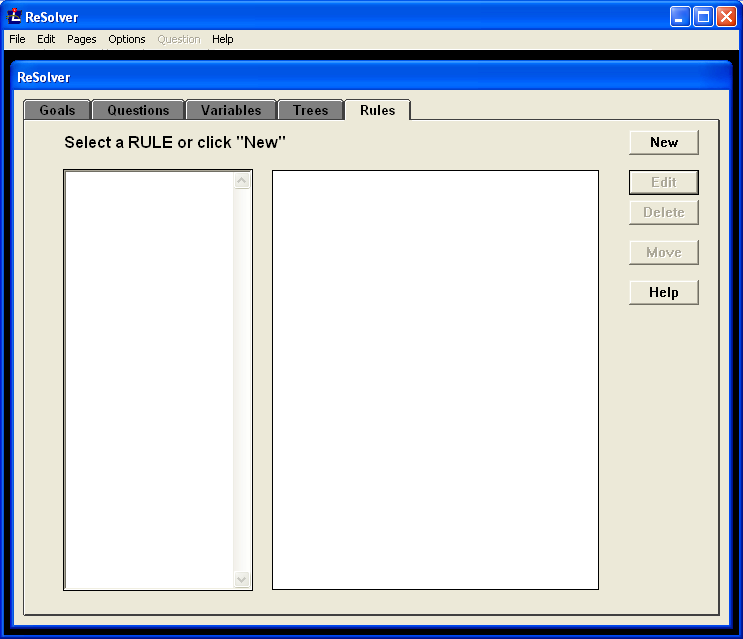 ReSolver
File Edit Pages Options Question Help
ReSolver
Goals Questions Variables Trees Rules
Select a RULE or click "New"
New
Edit
Delete
Move
Help